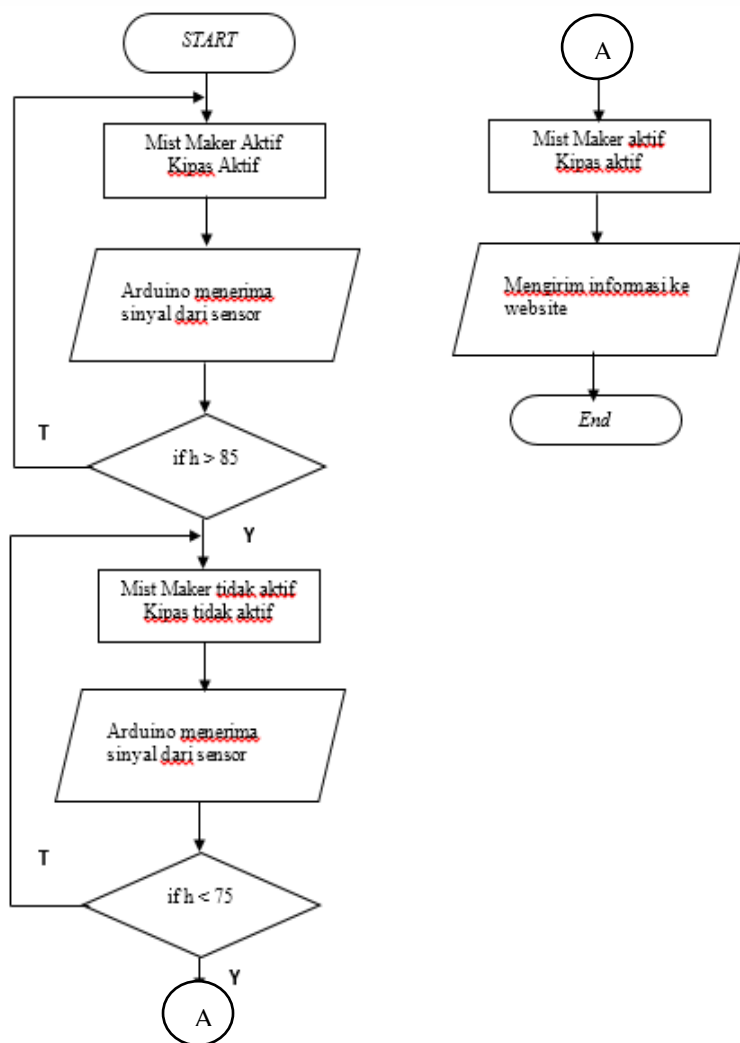 START
Mist Maker Aktif
Kipas Aktif
Arduino menerima
sinyal dari sensor
T
if h > 85
Y
Mist Maker tidak aktif
Kipas tidak aktif
Arduino menerima
sinyal dari sensor
T
if h < 75
Y
A
A
Mist Maker aktif
Kipas aktif
Mengirim informasi ke
website
End